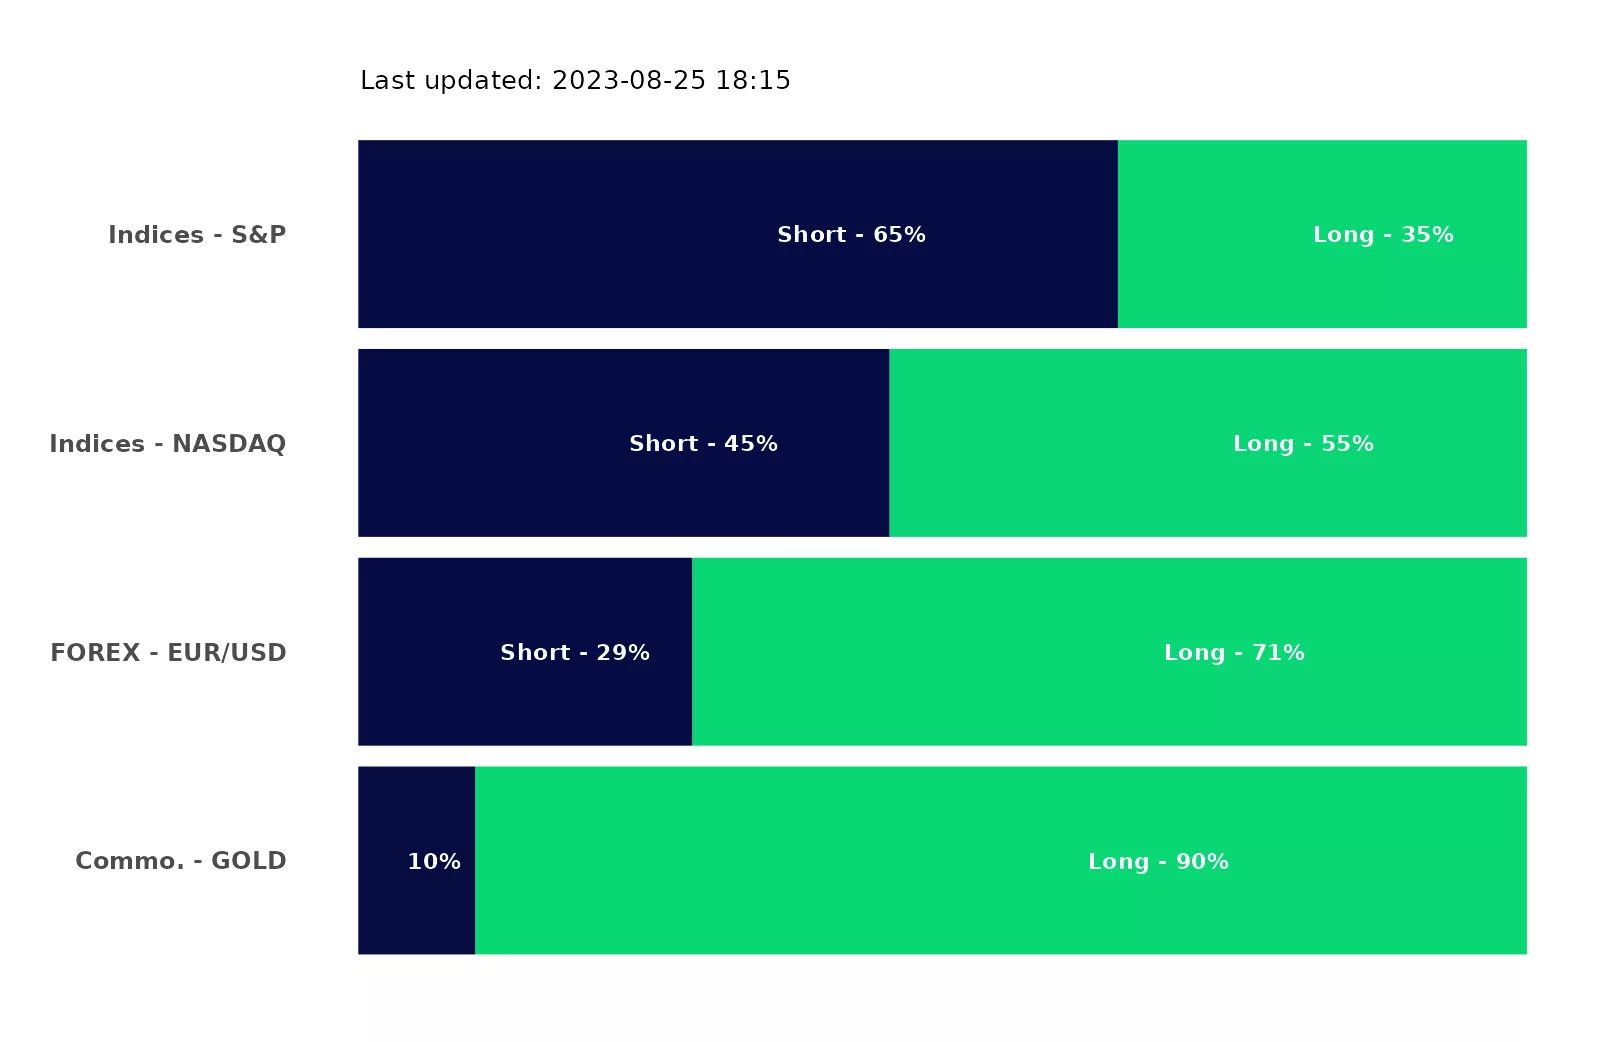 Last updated: 2023-08-25 18:15
Indices - S&P Short - 65% Long - 35%
Indices - NASDAQ Short - 45% Long - 55%
FOREX - EUR/USD Short - 29% Long - 71%
Commo. - GOLD 10% Long - 90%